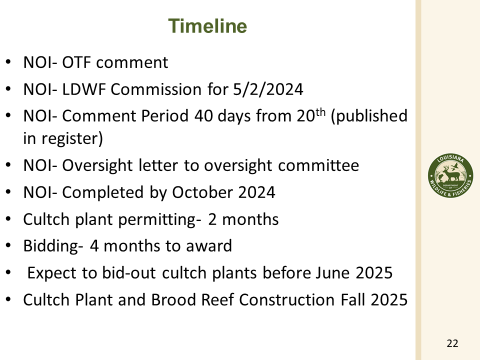 Timeline
• NOI- OTF comment
• NOI- LDWF Commission for 5/2/2024
• NOI- Comment Period 40 days from 20th (published
in register)
• NOI- Oversight letter to oversight committee
• NOI- Completed by October 2024
• Cultch plant permitting- 2 months
• Bidding- 4 months to award
• Expect to bid-out cultch plants before June 2025
• Cultch Plant and Brood Reef Construction Fall 2025
LOUISIANA
WILDLIFE & FISHERIES
22